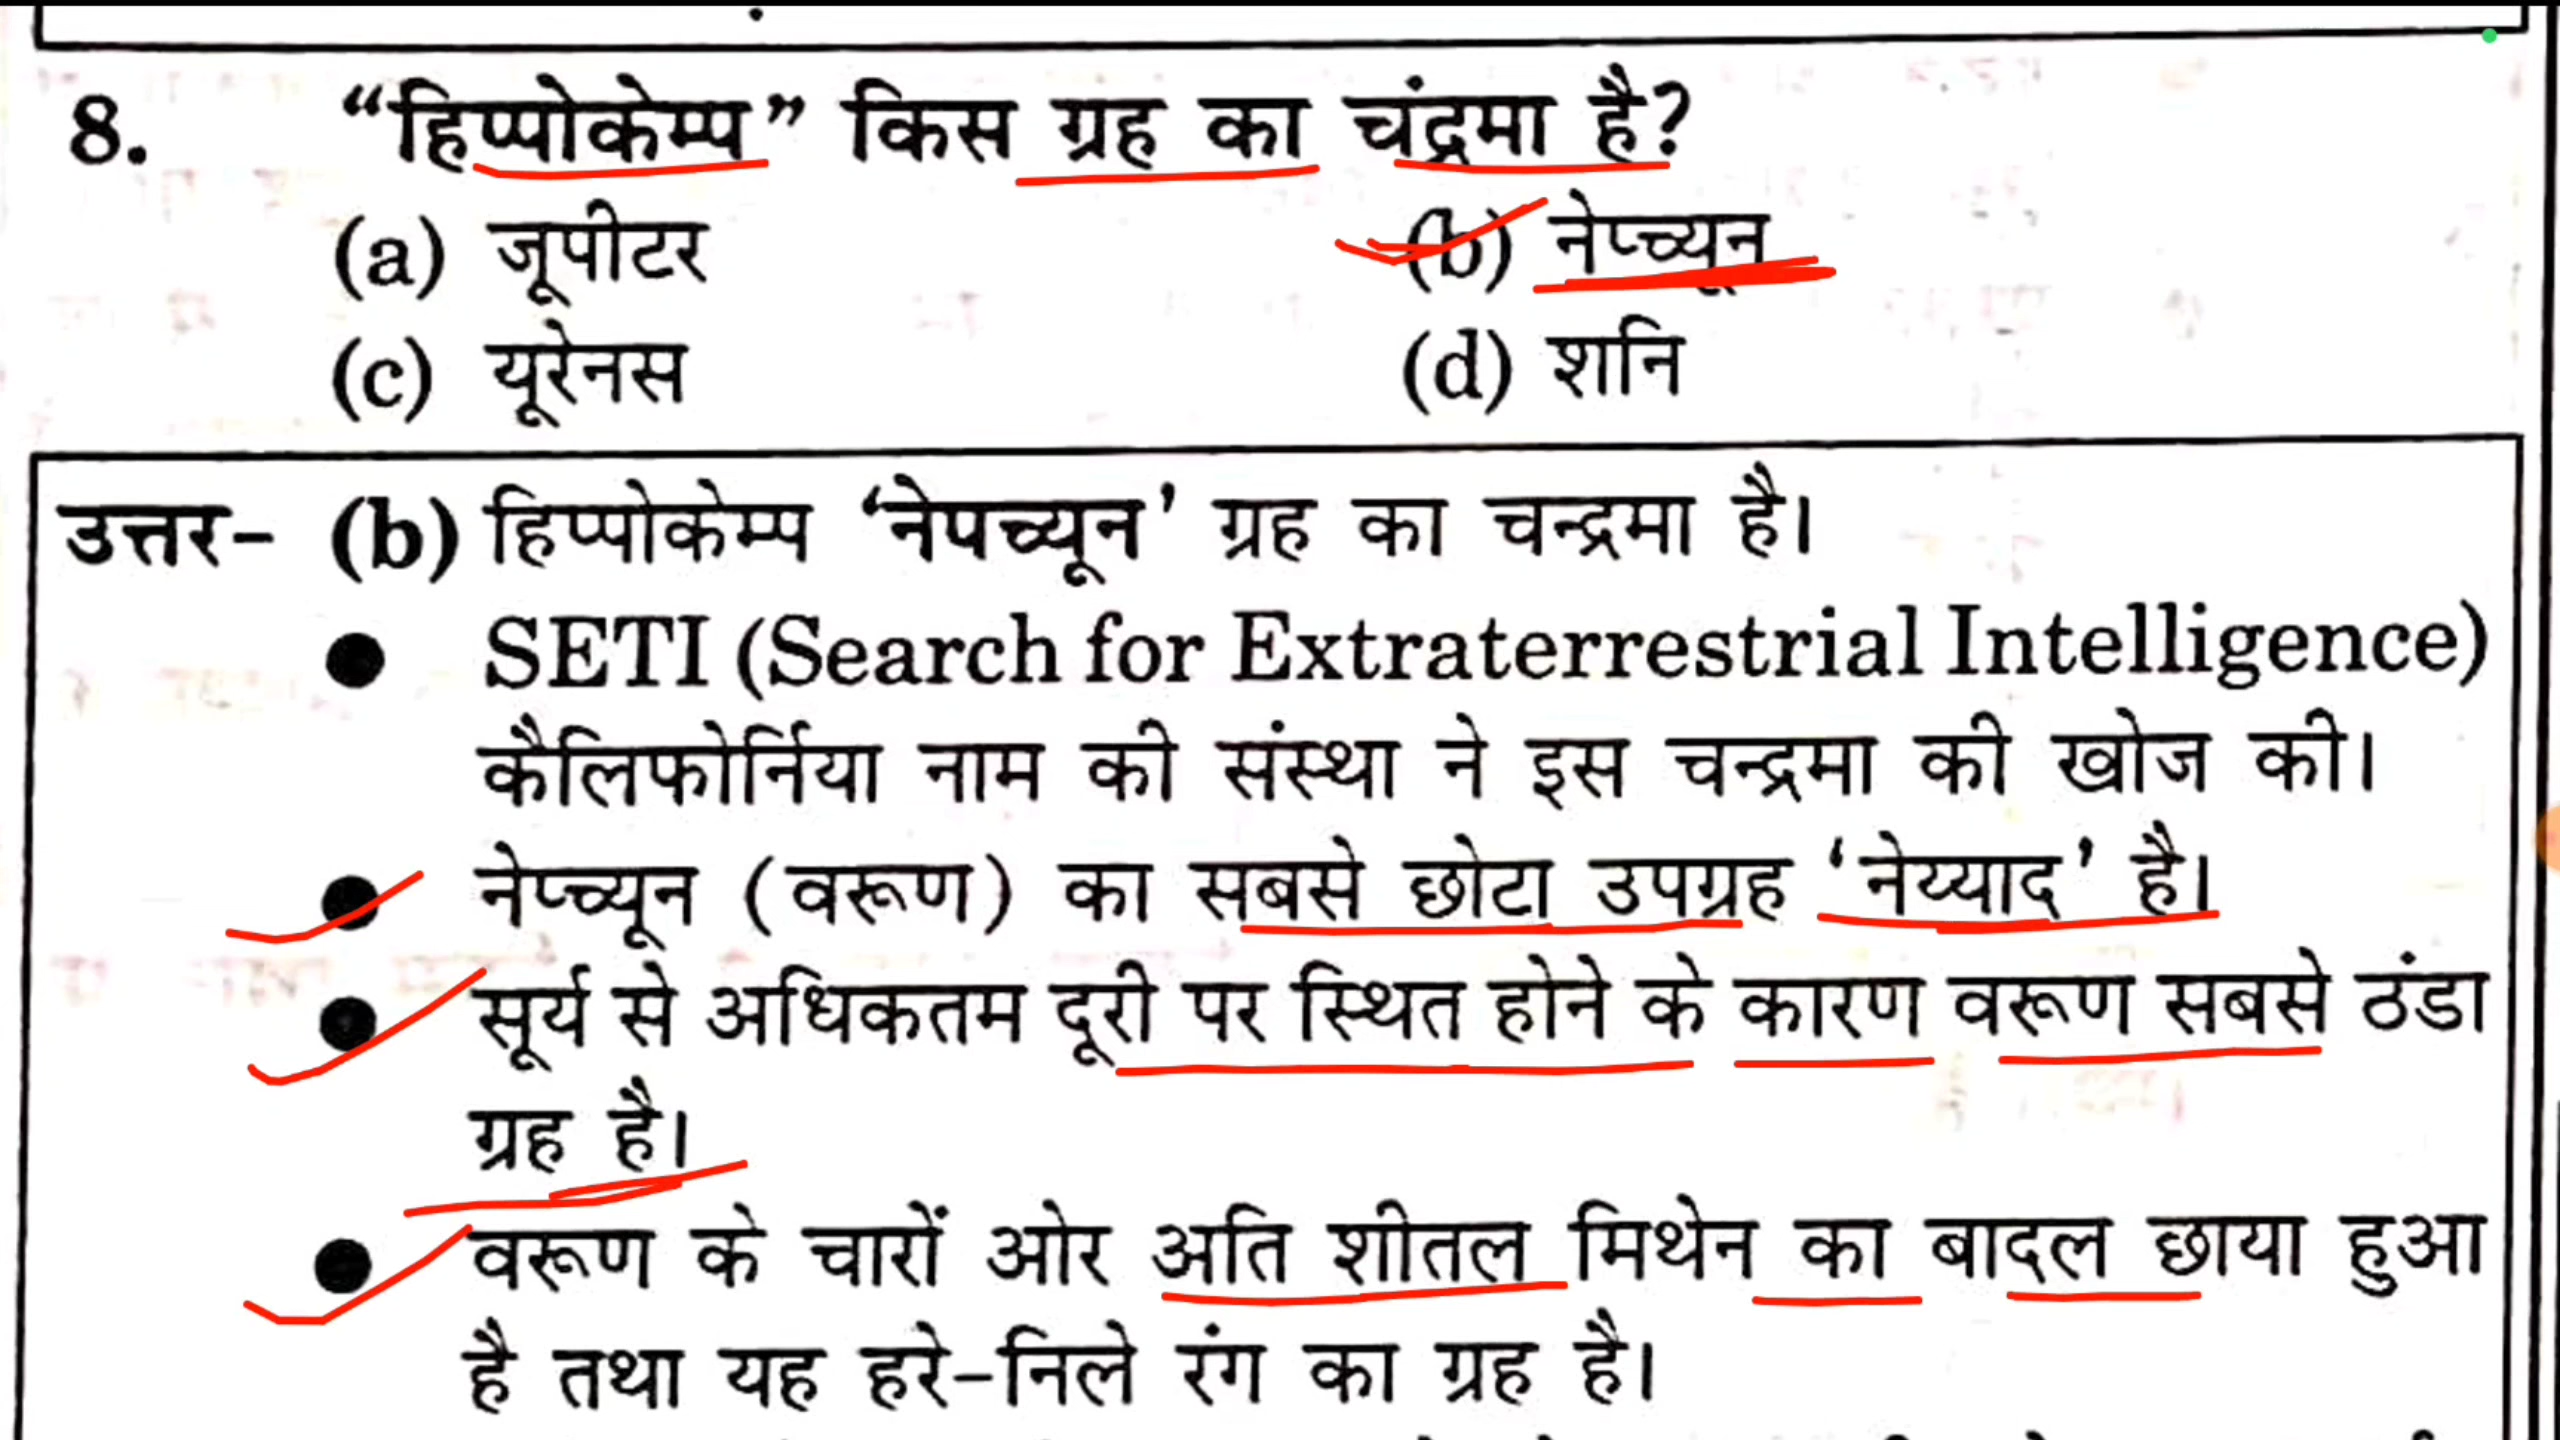 8. “हिप्पोकेम्प” किस ग्रह का चंद्रमा है?
(a) जूपीटर (b) नेप्च्यून
(c) यूरेनस (d) शनि
उत्तर- (b) हिप्पोकेम्प ‘नेपच्यून’ ग्रह का चन्द्रमा है।
● SETI (Search for Extraterrestrial Intelligence)
कैलिफोर्निया नाम की संस्था ने इस चन्द्रमा की खोज की।
● नेप्च्यून (वरूण) का सबसे छोटा उपग्रह ‘नेय्याद’ है।
● सूर्य से अधिकतम दूरी पर स्थित होने के कारण वरूण सबसे ठंडा
ग्रह है।
● वरूण के चारों ओर अति शीतल मिथेन का बादल छाया हुआ
है तथा यह हरे-निले रंग का ग्रह है।